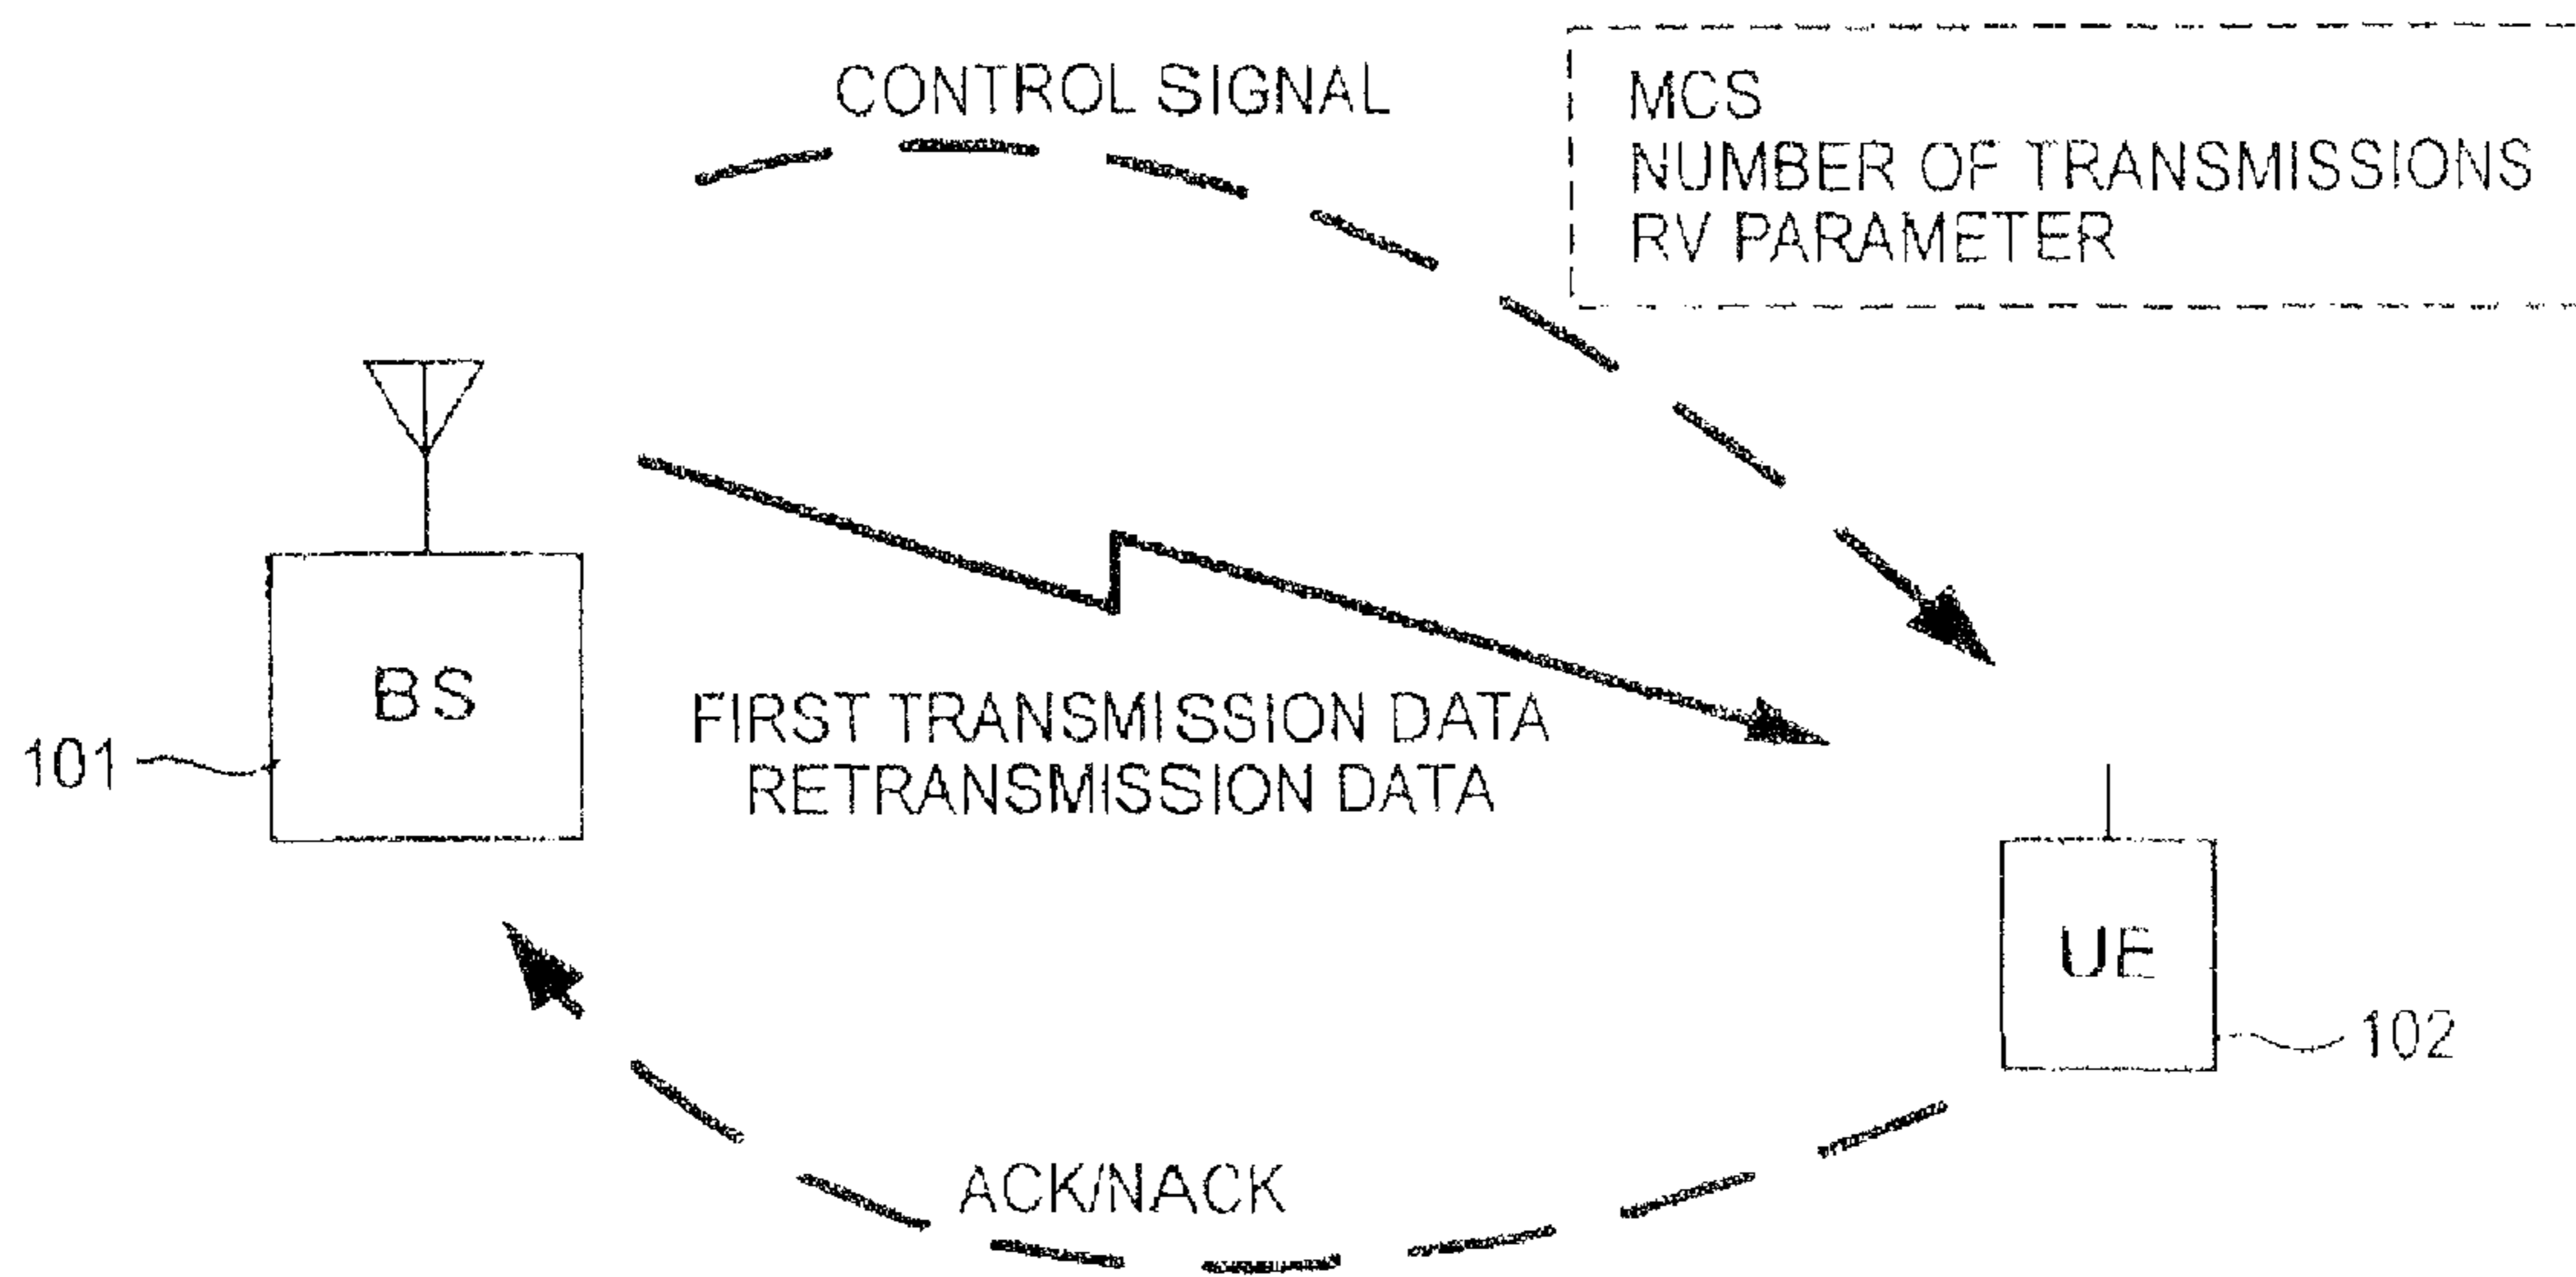 CONTROL SIGNAL
MCS
NUMBER OF TRANSMISSIONS
RV PARAMETER
BS
101
FIRST TRANSMISSION DATA
RETRANSMISSION DATA
UE
102
ACK/NACK